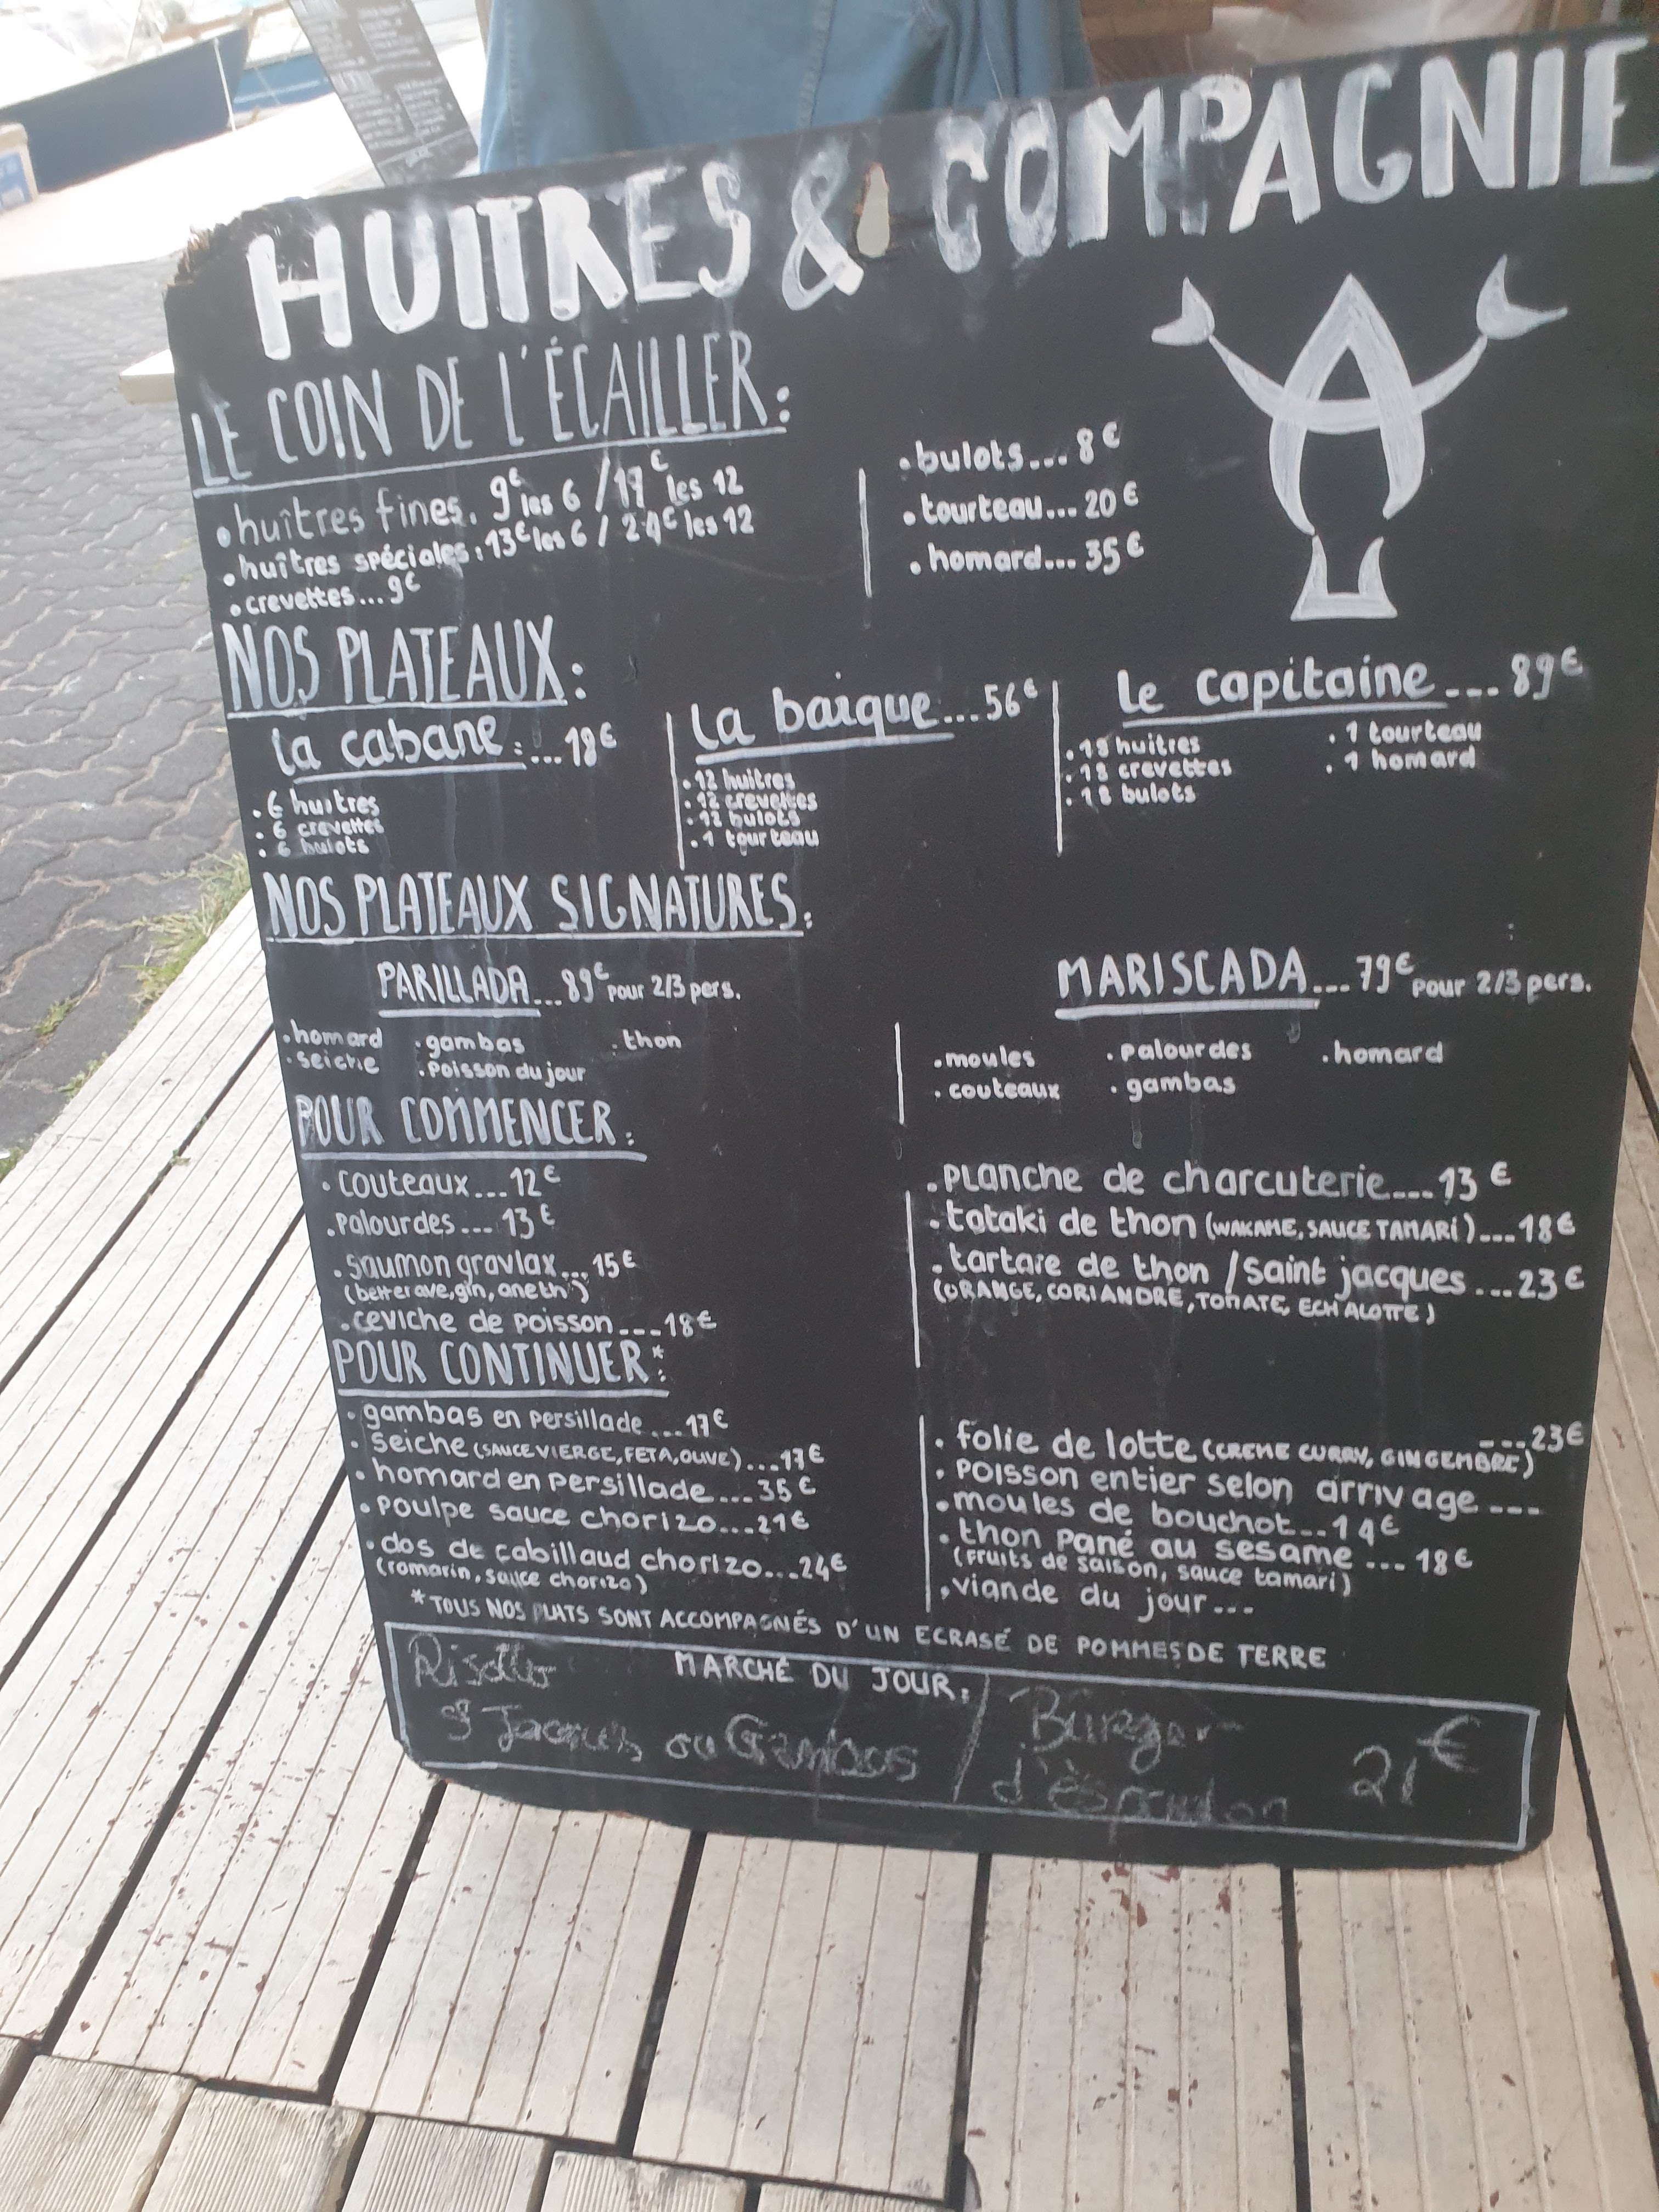 HUITRES & COMPAGNIE
LE COIN DE L'ÉCAILLER:
• huîtres fines. 9€ les 6 / 17€ les 12
• huîtres spéciales: 13€ les 6 / 24€ les 12
• crevettes... 9€
• bulots... 8€
• tourteau... 20€
• homard... 35€
NOS PLATEAUX:
la cabane :... 18€
• 6 huitres
• 6 crevettes
• 6 bulots
la barque... 56€
• 12 huitres
• 12 crevettes
• 12 bulots
• 1 tourteau
le capitaine... 89€
• 18 huitres
• 18 crevettes
• 18 bulots
• 1 tourteau
• 1 homard
NOS PLATEAUX SIGNATURES:
PARILLADA... 89€ pour 2/3 pers.
• homard • gambas • thon
• seiche • poisson du jour
MARISCADA... 79€ pour 2/3 pers.
• moules • palourdes • homard
• couteaux • gambas
POUR COMMENCER:
• couteaux... 12€
• palourdes... 13€
• saumon gravlax... 15€
(betterave, gin, aneth)
• ceviche de poisson... 18€
• planche de charcuterie... 13€
• tataki de thon (WAKAME, SAUCE TAMARI)... 18€
• tartare de thon / saint jacques... 23€
(ORANGE, CORIANDRE, TOMATE, ECHALOTTE)
POUR CONTINUER*:
• gambas en persillade... 17€
• seiche (SAUCE VIERGE, FETA, OLIVE)... 17€
• homard en persillade... 35€
• poulpe sauce chorizo... 21€
• dos de cabillaud chorizo... 24€
(romarin, sauce chorizo)
• folie de lotte (CREME CURRY, GINGEMBRE) ---23€
• poisson entier selon arrivage ---
• moules de bouchot... 14€
• thon pané au sesame --- 18€
(fruits de saison, sauce tamari)
• viande du jour...
*TOUS NOS PLATS SONT ACCOMPAGNÉS D'UN ECRASÉ DE POMMES DE TERRE
MARCHÉ DU JOUR:
Risotto
St Jacques ou Gambas / Burger
d'éspadon 21€